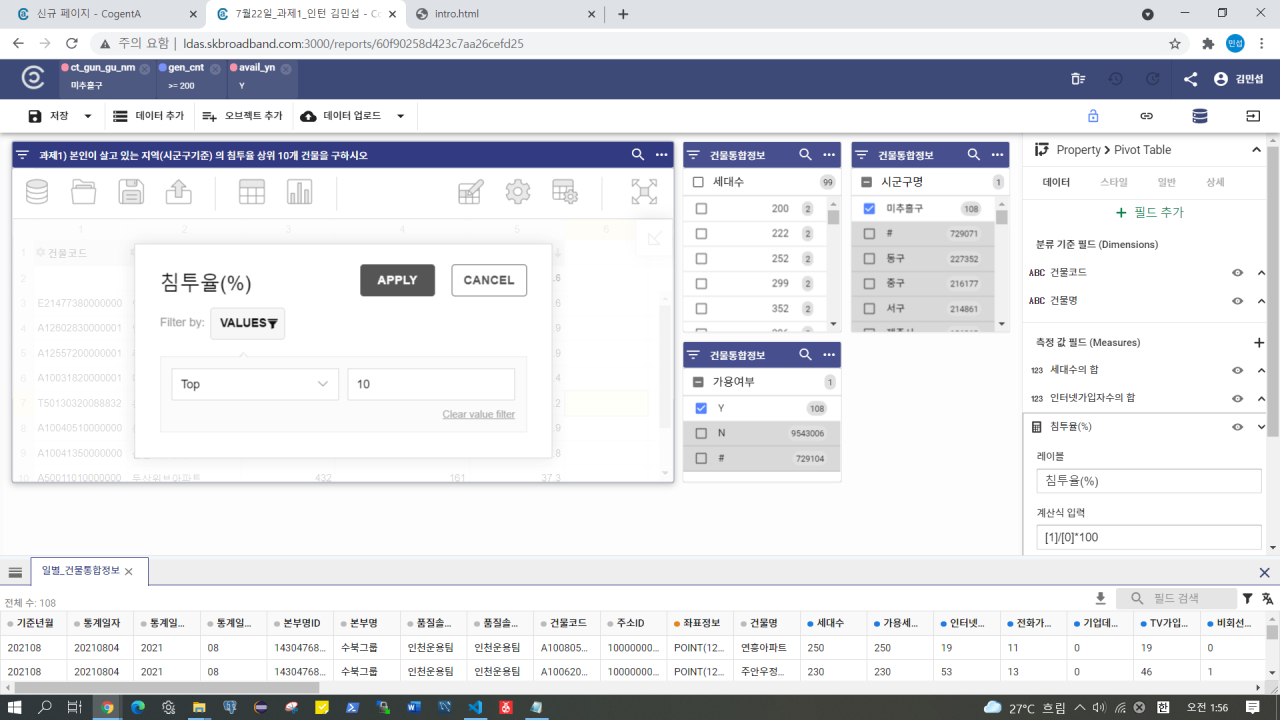 신규 페이지 - CogentA
7월22일_과제1_인턴 김민섭 - Co
intro.html
주의 요함 | ldas.skbroadband.com:3000/reports/60f90258d423c7aa26cefd25
민섭
ct_gun_gu_nm
미추홀구
gen_cnt
>= 200
avail_yn
Y
김민섭
저장
데이터 추가
오브젝트 추가
데이터 업로드
과제1) 본인이 살고 있는 지역(시군구기준) 의 침투율 상위 10개 건물을 구하시오
1 2 3 4 5 6
1 건물코드
2
3 E21477380000000
4 A12602830000001
5 A12557200000001
6 A10031820000001
7 T50130320088832
8 A10040510000000
9 A10041350000000
10 A50011010000000 두산위브아파트 432 161 37.3
침투율(%)
APPLY
CANCEL
Filter by:
VALUES
Top
10
Clear value filter
건물통합정보
세대수 99
200 2
222 2
252 2
299 2
352 2
건물통합정보
시군구명 1
미추홀구 108
# 729071
동구 227352
중구 216177
서구 214861
건물통합정보
가용여부 1
Y 108
N 9543006
# 729104
Property > Pivot Table
데이터 스타일 일반 상세
+ 필드 추가
분류 기준 필드 (Dimensions)
ABC 건물코드
ABC 건물명
측정 값 필드 (Measures)
123 세대수의 합
123 인터넷가입자수의 합
침투율(%)
레이블
침투율(%)
계산식 입력
[1]/[0]*100
일별_건물통합정보
전체 수: 108
필드 검색
기준년월 통계일자 통계일... 통계일... 본부명ID 본부명 품질솔... 품질솔... 건물코드 주소ID 좌표정보 건물명 세대수 가용세... 인터넷... 전화가... 기업데... TV가입... 비회선...
202108 20210804 2021 08 14304768... 수북그룹 인천운용팀 인천운용팀 A100805... 10000000... POINT(12... 연흥아파트 250 250 19 11 0 19 0
202108 20210804 2021 08 14304768... 수북그룹 인천운용팀 인천운용팀 A100620... 10000000... POINT(12... 주안우정... 230 230 53 13 0 46 1
27°C 흐림
한
오전 1:56